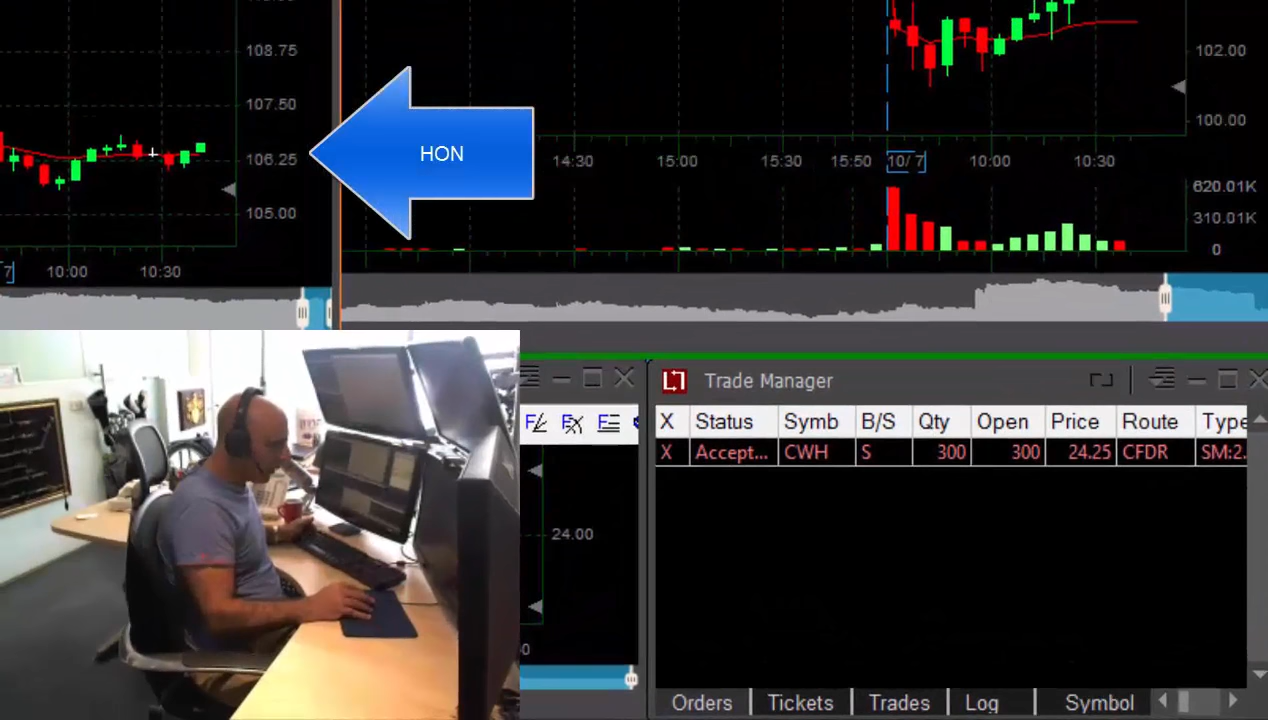 108.75
107.50
106.25
105.00
7 10:00 10:30
HON
102.00
100.00
14:30 15:00 15:30 15:50 10/ 7 10:00 10:30
620.01K
310.01K
0
24.00
Trade Manager
X Status Symb B/S Qty Open Price Route Type
X Accept... CWH S 300 300 24.25 CFDR SM:2.
Orders Tickets Trades Log Symbol